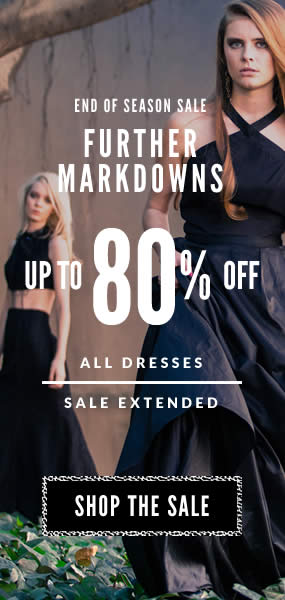 END OF SEASON SALE
FURTHER
MARKDOWNS
UP TO 80% OFF
ALL DRESSES
SALE EXTENDED
SHOP THE SALE